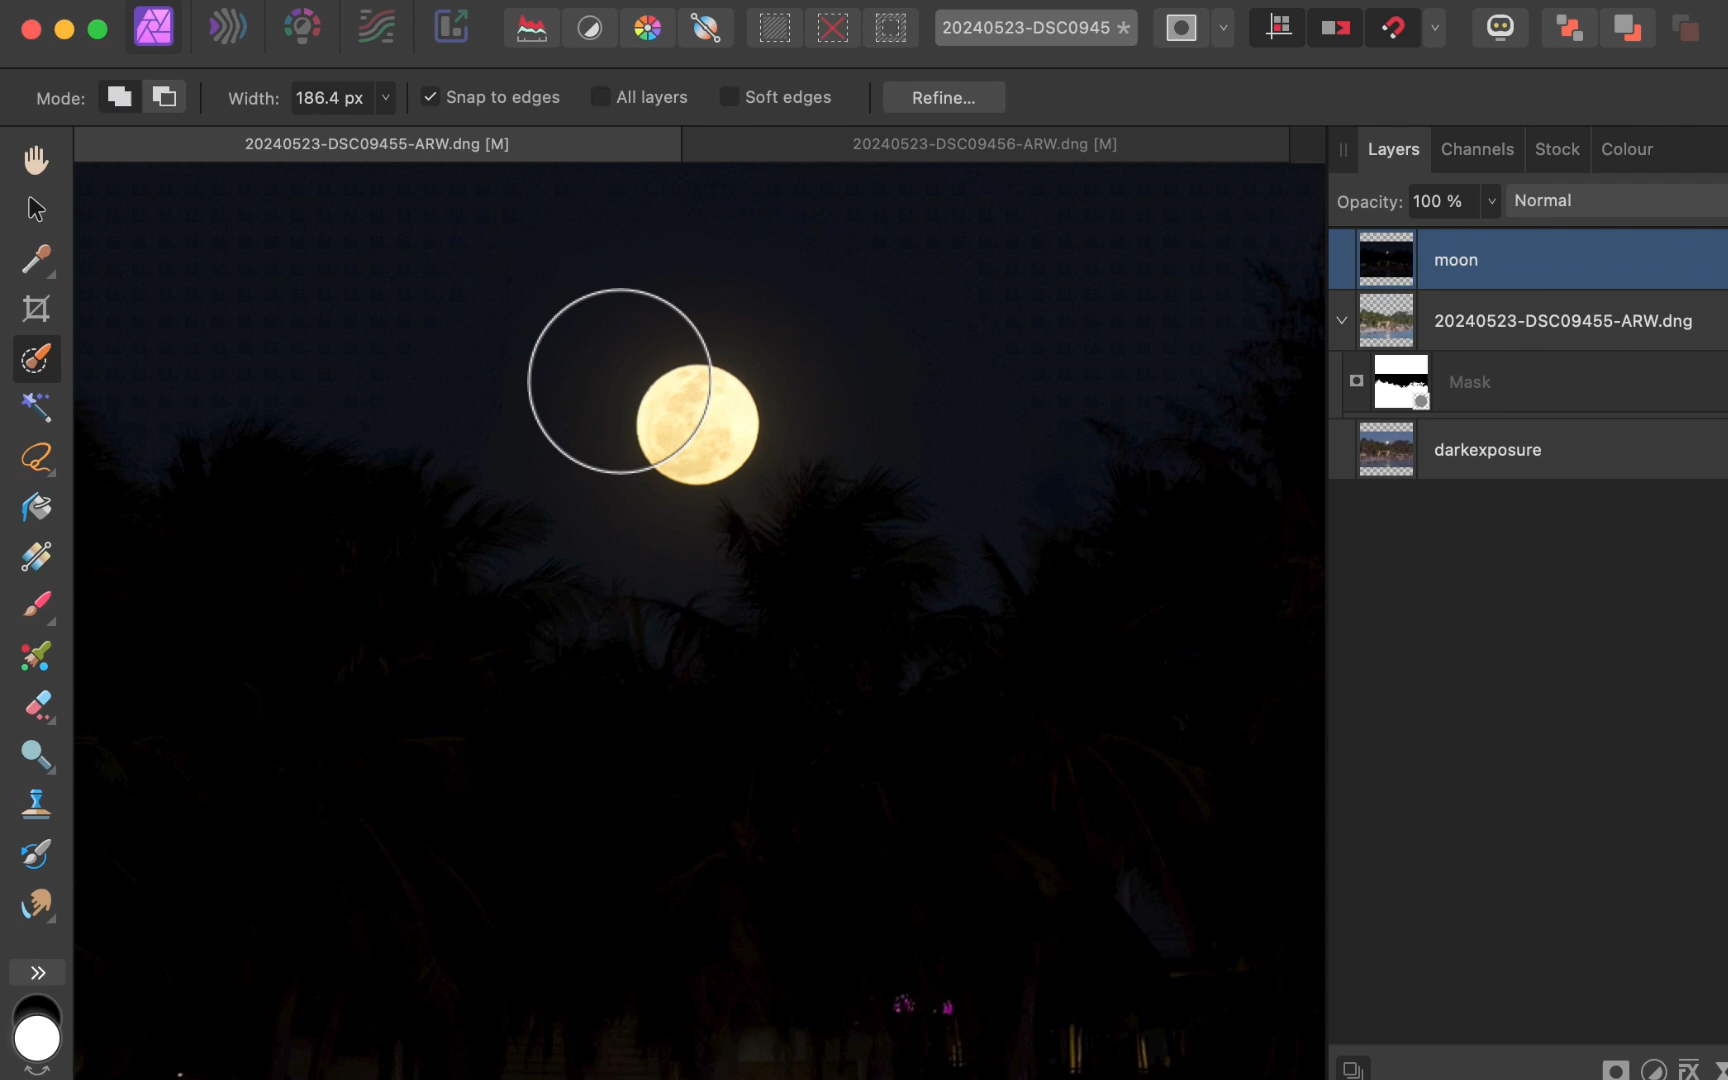 20240523-DSC0945 *
Mode:
Width: 186.4 px
Snap to edges
All layers
Soft edges
Refine...
20240523-DSC09455-ARW.dng [M]
20240523-DSC09456-ARW.dng [M]
Layers
Channels
Stock
Colour
Opacity: 100 %
Normal
moon
20240523-DSC09455-ARW.dng
Mask
darkexposure
FX